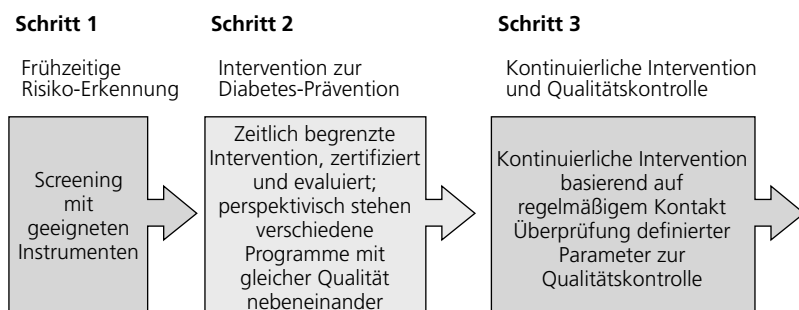 Schritt 1
Frühzeitige
Risiko-Erkennung
Screening
mit
geeigneten
Instrumenten
Schritt 2
Intervention zur
Diabetes-Prävention
Zeitlich begrenzte
Intervention, zertifiziert
und evaluiert;
perspektivisch stehen
verschiedene
Programme mit
gleicher Qualität
nebeneinander
Schritt 3
Kontinuierliche Intervention
und Qualitätskontrolle
Kontinuierliche Intervention
basierend auf
regelmäßigem Kontakt
Überprüfung definierter
Parameter zur
Qualitätskontrolle